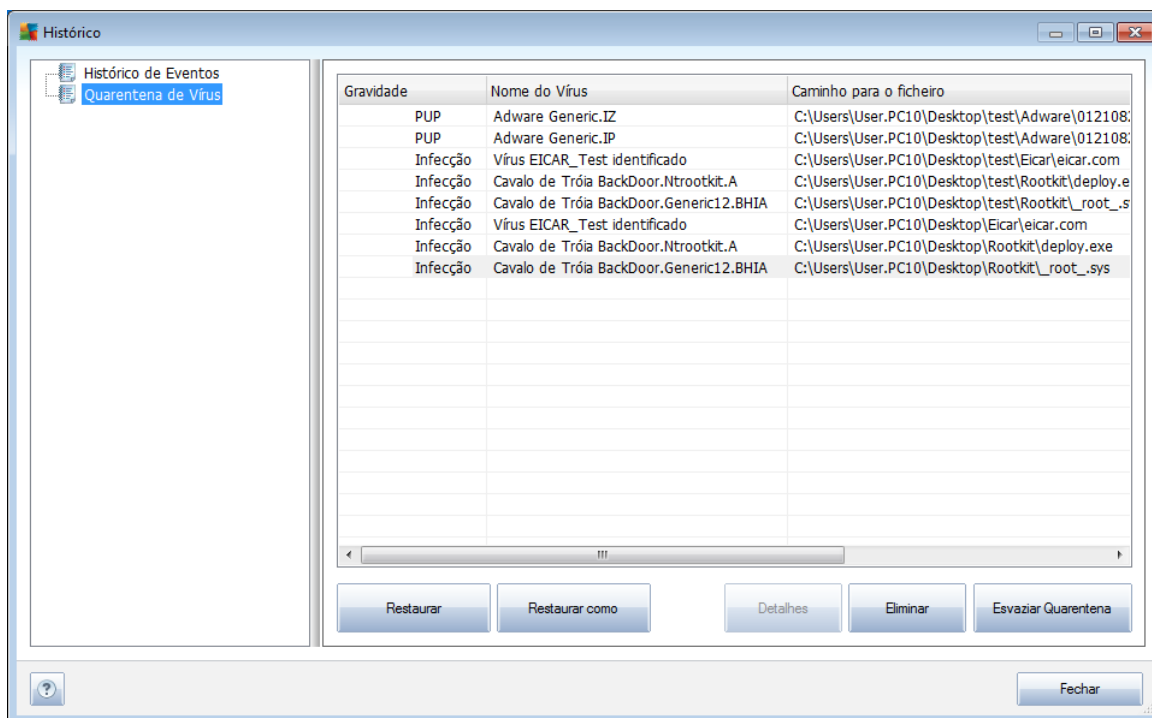 Histórico
Histórico de Eventos
Quarentena de Vírus
Gravidade Nome do Vírus Caminho para o ficheiro
PUP Adware Generic.IZ C:\Users\User.PC10\Desktop\test\Adware\012108
PUP Adware Generic.IP C:\Users\User.PC10\Desktop\test\Adware\012108
Infecção Vírus EICAR_Test identificado C:\Users\User.PC10\Desktop\test\Eicar\eicar.com
Infecção Cavalo de Tróia BackDoor.Ntrootkit.A C:\Users\User.PC10\Desktop\test\Rootkit\deploy.e
Infecção Cavalo de Tróia BackDoor.Generic12.BHIA C:\Users\User.PC10\Desktop\test\Rootkit\_root_.s
Infecção Vírus EICAR_Test identificado C:\Users\User.PC10\Desktop\Eicar\eicar.com
Infecção Cavalo de Tróia BackDoor.Ntrootkit.A C:\Users\User.PC10\Desktop\Rootkit\deploy.exe
Infecção Cavalo de Tróia BackDoor.Generic12.BHIA C:\Users\User.PC10\Desktop\Rootkit\_root_.sys
Restaurar Restaurar como Detalhes Eliminar Esvaziar Quarentena
? Fechar